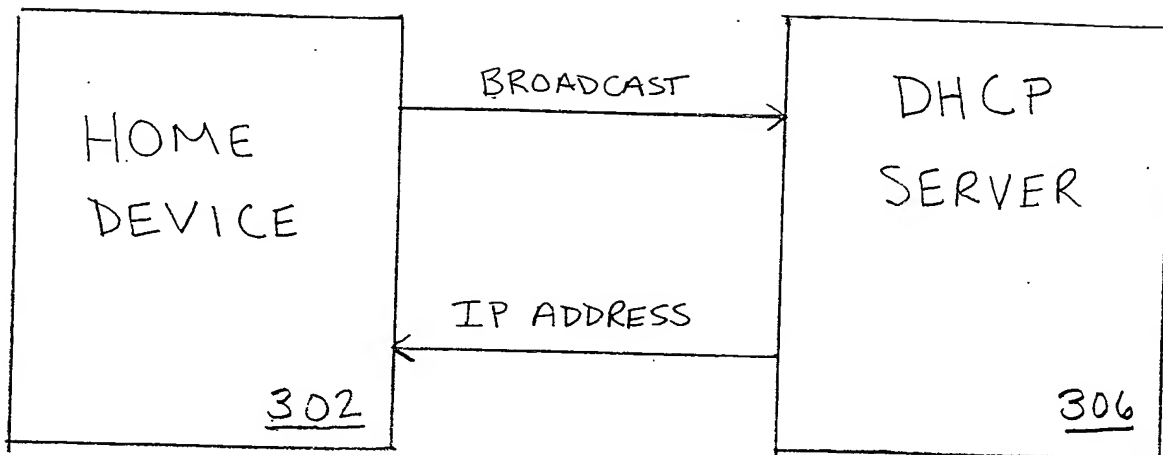 HOME
DEVICE
302
BROADCAST
IP ADDRESS
DHCP
SERVER
306